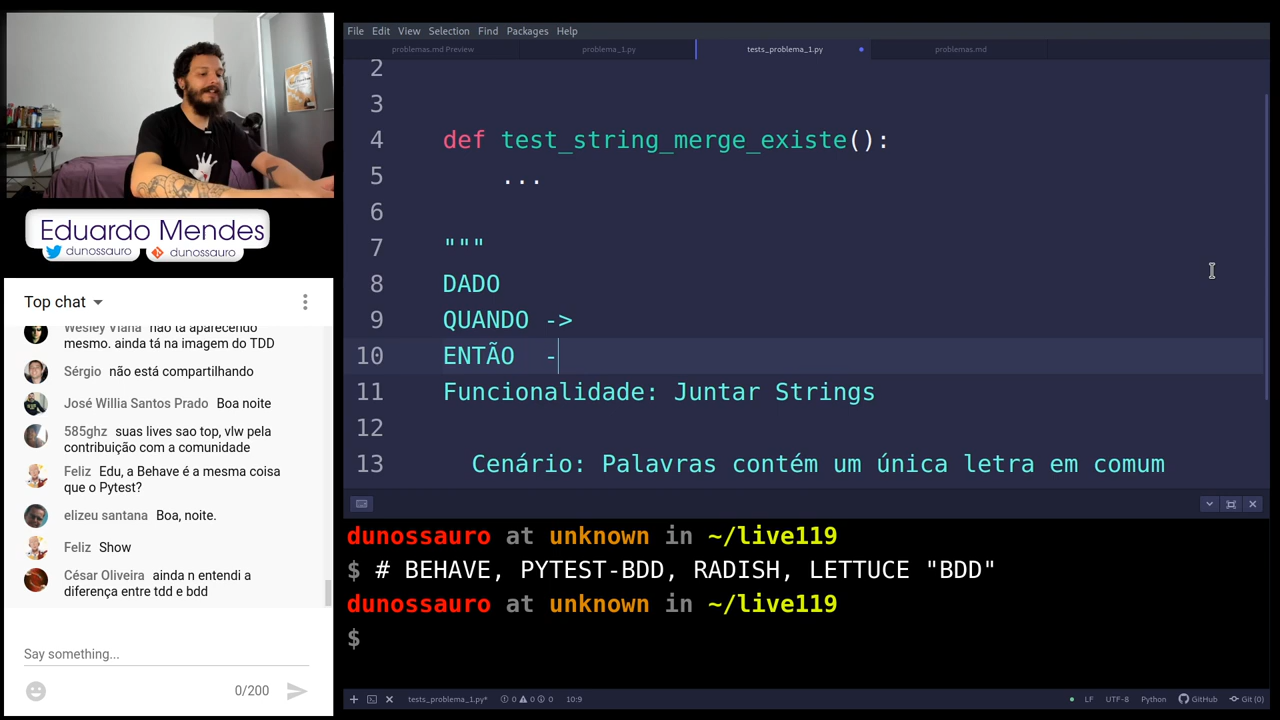 File Edit View Selection Find Packages Help
problemas.md Preview
problema_1.py
tests_problema_1.py
problemas.md
2
3
4 def test_string_merge_existe():
5 ...
6
7 """
8 DADO
9 QUANDO ->
10 ENTÃO -
11 Funcionalidade: Juntar Strings
12
13 Cenário: Palavras contém um única letra em comum
dunossauro at unknown in ~/live119
$ # BEHAVE, PYTEST-BDD, RADISH, LETTUCE "BDD"
dunossauro at unknown in ~/live119
$
tests_problema_1.py* 0 0 0 10:9
LF UTF-8 Python GitHub Git (0)
Eduardo Mendes
dunossauro dunossauro
Top chat
Wesley Viana não tá aparecendo
mesmo. ainda tá na imagem do TDD
Sérgio não está compartilhando
José Willia Santos Prado Boa noite
585ghz suas lives sao top, vlw pela
contribuição com a comunidade
Feliz Edu, a Behave é a mesma coisa
que o Pytest?
elizeu santana Boa, noite.
Feliz Show
César Oliveira ainda n entendi a
diferença entre tdd e bdd
Say something...
0/200